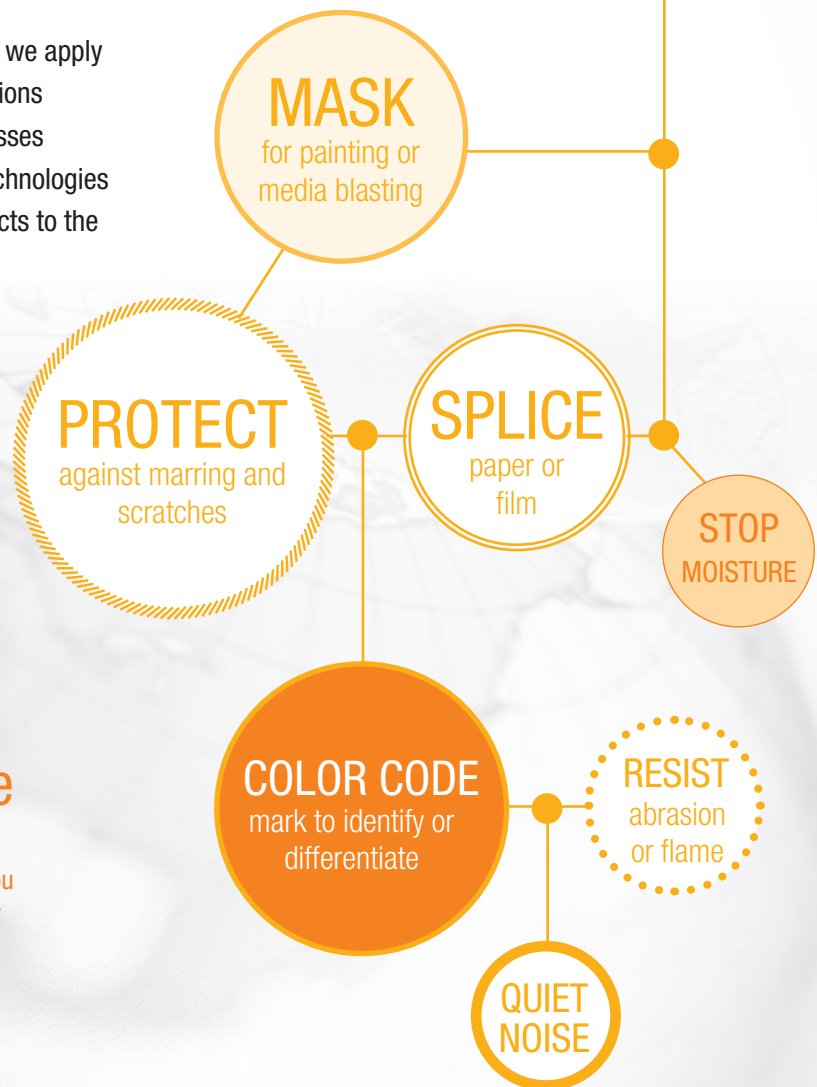 we apply
ions
sses
chnologies
cts to the
MASK
for painting or
media blasting
PROTECT
against marring and
scratches
SPLICE
paper or
film
STOP
MOISTURE
COLOR CODE
mark to identify or
differentiate
RESIST
abrasion
or flame
QUIET
NOISE
e
ou